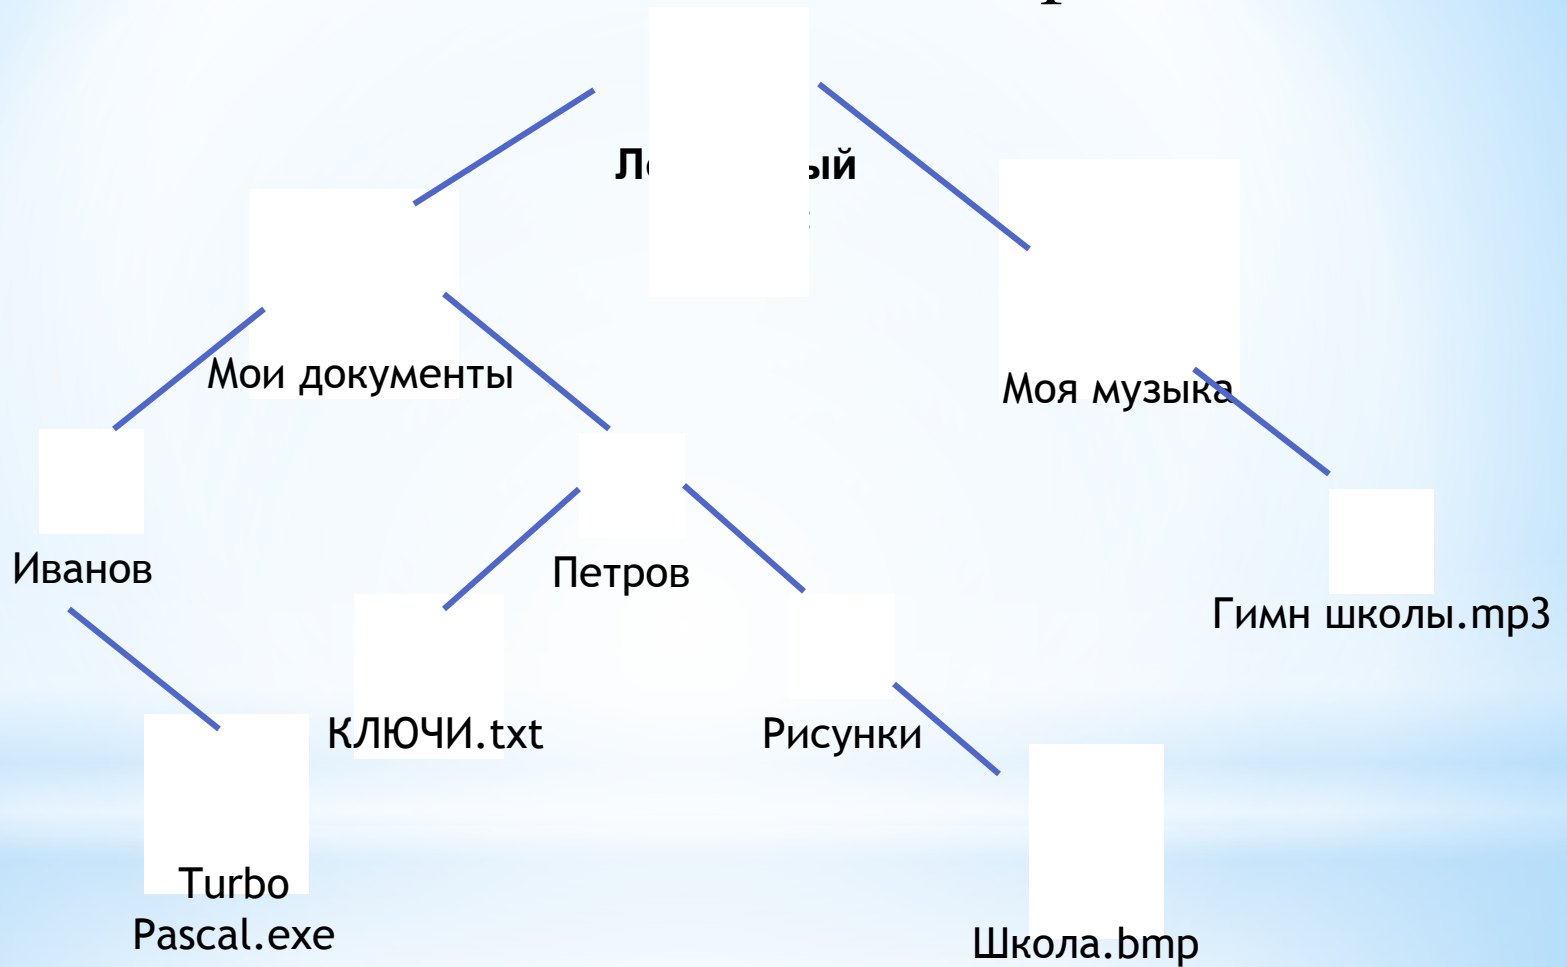 Мои документы
Моя музыка
Иванов
Петров
Гимн школы.mp3
КЛЮЧИ.txt
Рисунки
Turbo
Pascal.exe
Школа.bmp